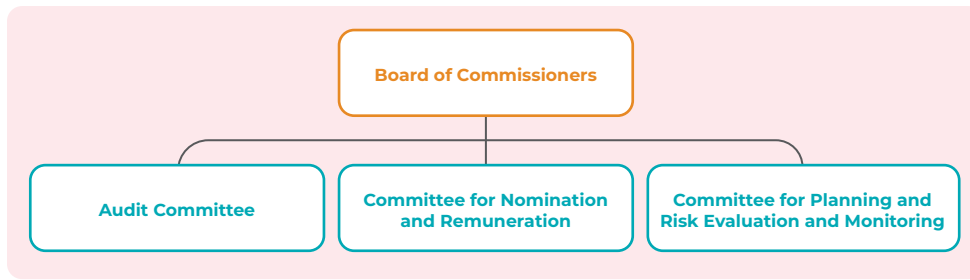 Board of Commissioners
Audit Committee
Committee for Nomination
and Remuneration
Committee for Planning and
Risk Evaluation and Monitoring